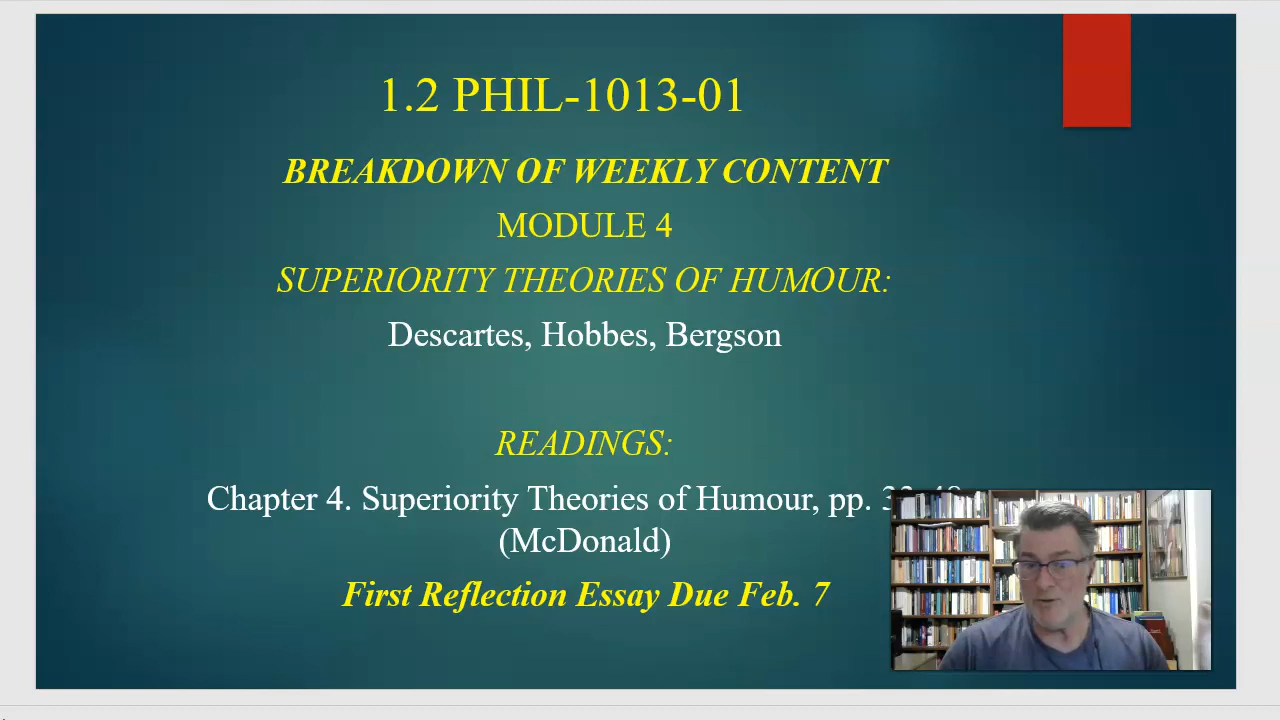 1.2 PHIL-1013-01
BREAKDOWN OF WEEKLY CONTENT
MODULE 4
SUPERIORITY THEORIES OF HUMOUR:
Descartes, Hobbes, Bergson
READINGS:
Chapter 4. Superiority Theories of Humour, pp.
(McDonald)
First Reflection Essay Due Feb. 7